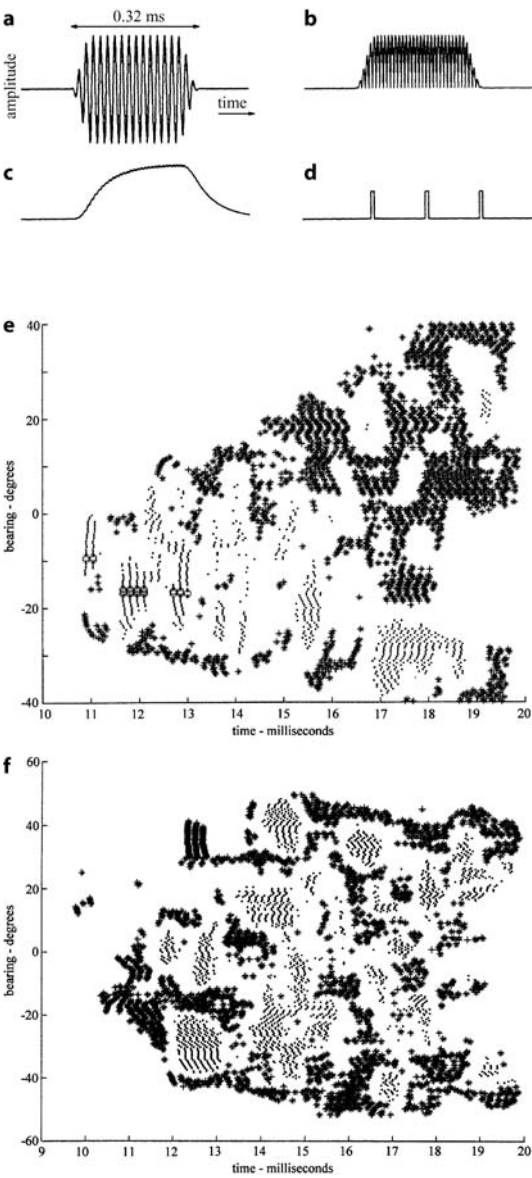 a
0.32 ms
amplitude
time
b
c
d
e
40
20
0
-20
-40
bearing - degrees
10 11 12 13 14 15 16 17 18 19 20
time - milliseconds
f
60
40
20
0
-20
-40
-60
bearing - degrees
9 10 11 12 13 14 15 16 17 18 19 20
time - milliseconds